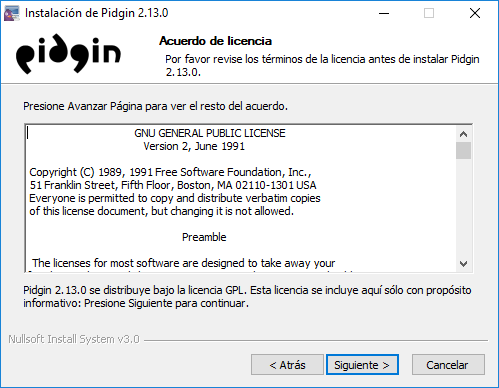 Instalación de Pidgin 2.13.0
pidgin
Acuerdo de licencia
Por favor revise los términos de la licencia antes de instalar Pidgin
2.13.0.
Presione Avanzar Página para ver el resto del acuerdo.
GNU GENERAL PUBLIC LICENSE
Version 2, June 1991
Copyright (C) 1989, 1991 Free Software Foundation, Inc.,
51 Franklin Street, Fifth Floor, Boston, MA 02110-1301 USA
Everyone is permitted to copy and distribute verbatim copies
of this license document, but changing it is not allowed.
Preamble
The licenses for most software are designed to take away your
Pidgin 2.13.0 se distribuye bajo la licencia GPL. Esta licencia se incluye aquí sólo con propósito
informativo: Presione Siguiente para continuar.
Nullsoft Install System v3.0
< Atrás
Siguiente >
Cancelar